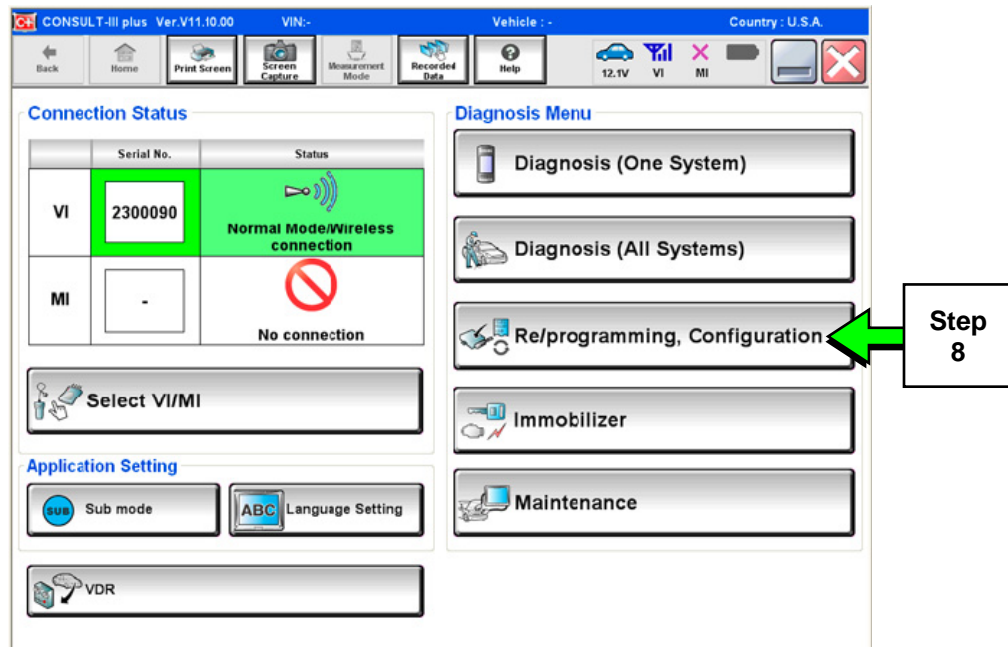 CONSULT-III plus Ver.V11.10.00 VIN:- Vehicle : - Country : U.S.A.
Back
Home
Print Screen
Screen
Capture
Measurement
Mode
Recorded
Data
Help
12.1V
VI
MI
Connection Status
Serial No. Status
VI
2300090
Normal Mode/Wireless
connection
MI
-
No connection
Select VI/MI
Application Setting
SUB
Sub mode
ABC
Language Setting
VDR
Diagnosis Menu
Diagnosis (One System)
Diagnosis (All Systems)
Re/programming, Configuration
Immobilizer
Maintenance
Step
8